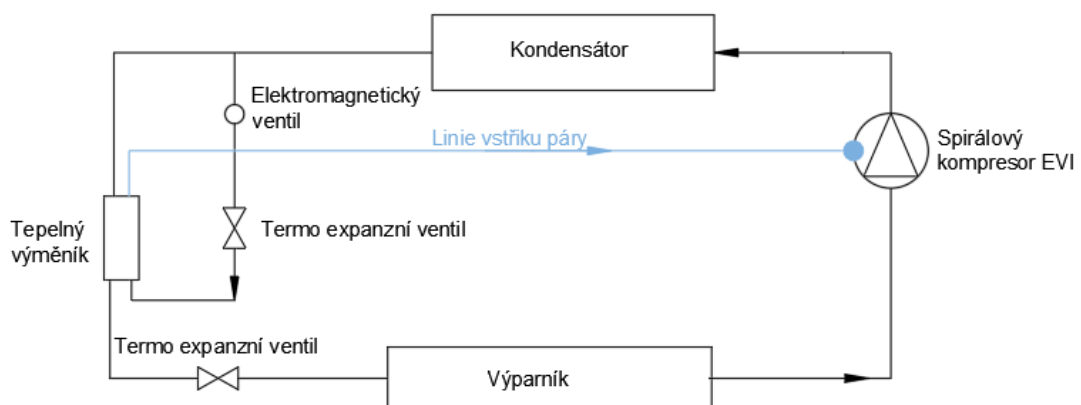 Kondensátor
Elektromagnetický
ventil
Linie vstřiku páry
Spirálový
kompresor EVI
Tepelný
výměník
Termo expanzní ventil
Termo expanzní ventil
Výparník